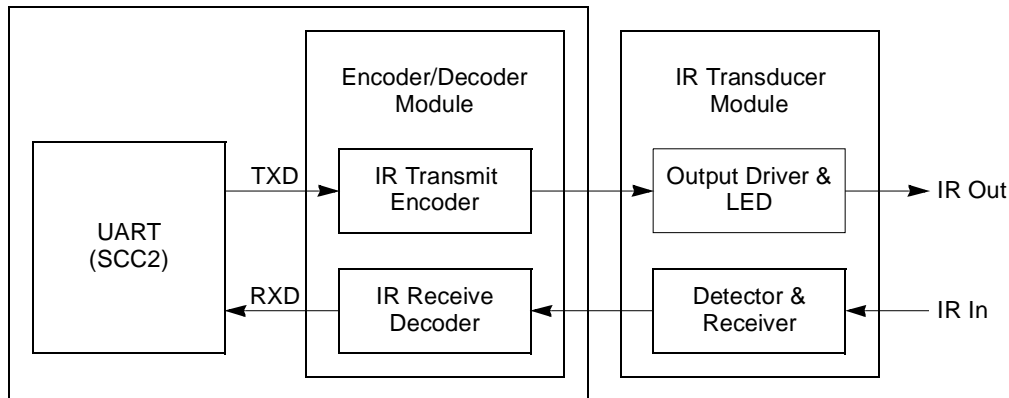 Encoder/Decoder
Module
IR Transducer
Module
UART
(SCC2)
TXD
IR Transmit
Encoder
Output Driver &
LED
IR Out
RXD
IR Receive
Decoder
Detector &
Receiver
IR In